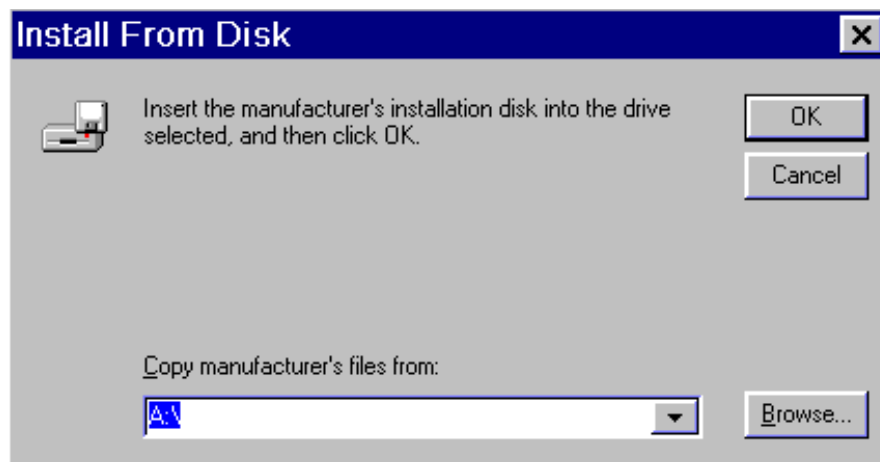 Install From Disk
Insert the manufacturer's installation disk into the drive
selected, and then click OK.
OK
Cancel
Copy manufacturer's files from:
A:\
Browse...